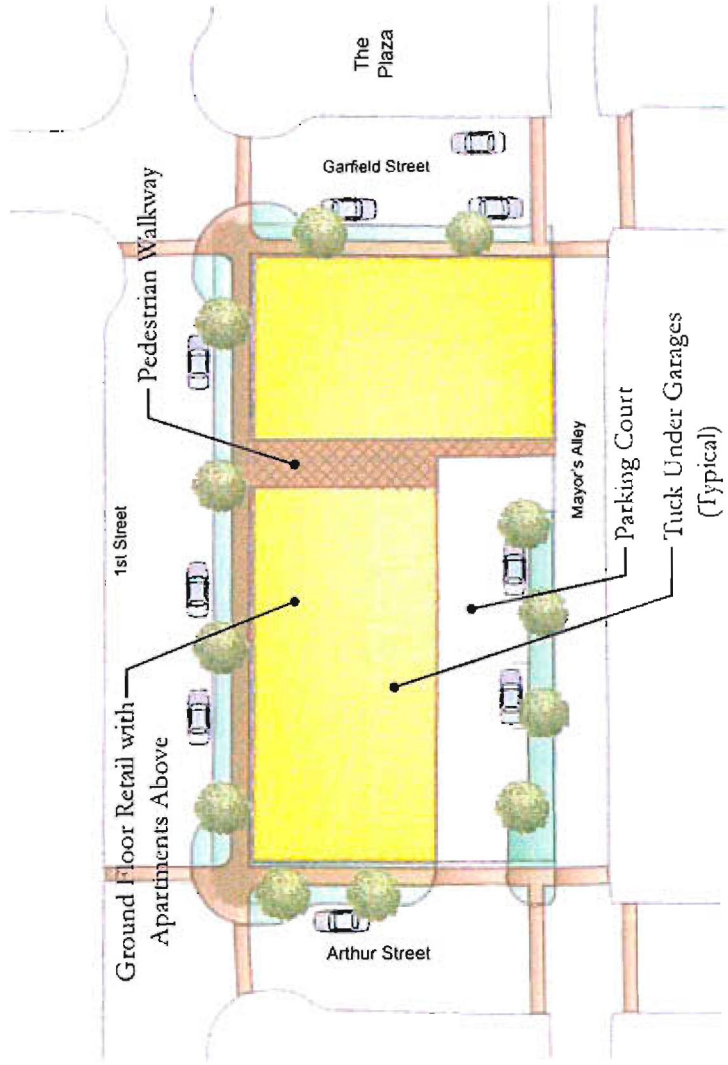 The
Plaza
Garfield Street
Pedestrian Walkway
1st Street
Ground Floor Retail with
Apartments Above
Mayor's Alley
Parking Court
Tuck Under Garages
(Typical)
Arthur Street